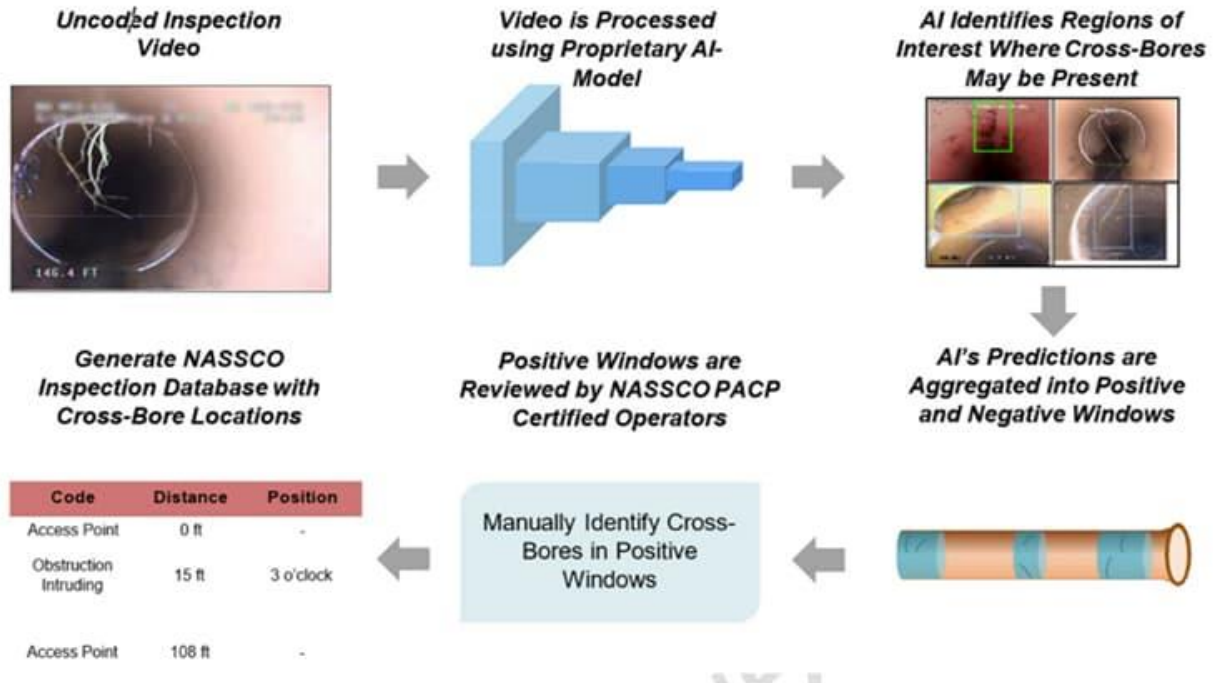 Uncoded Inspection
Video
Video is Processed
using Proprietary AI-
Model
AI Identifies Regions of
Interest Where Cross-Bores
May be Present
146.4 FT
AI's Predictions are
Aggregated into Positive
and Negative Windows
Positive Windows are
Reviewed by NASSCO PACP
Certified Operators
Manually Identify Cross-
Bores in Positive
Windows
Generate NASSCO
Inspection Database with
Cross-Bore Locations
Code Distance Position
Access Point 0 ft -
Obstruction
Intruding 15 ft 3 o'clock
Access Point 108 ft -